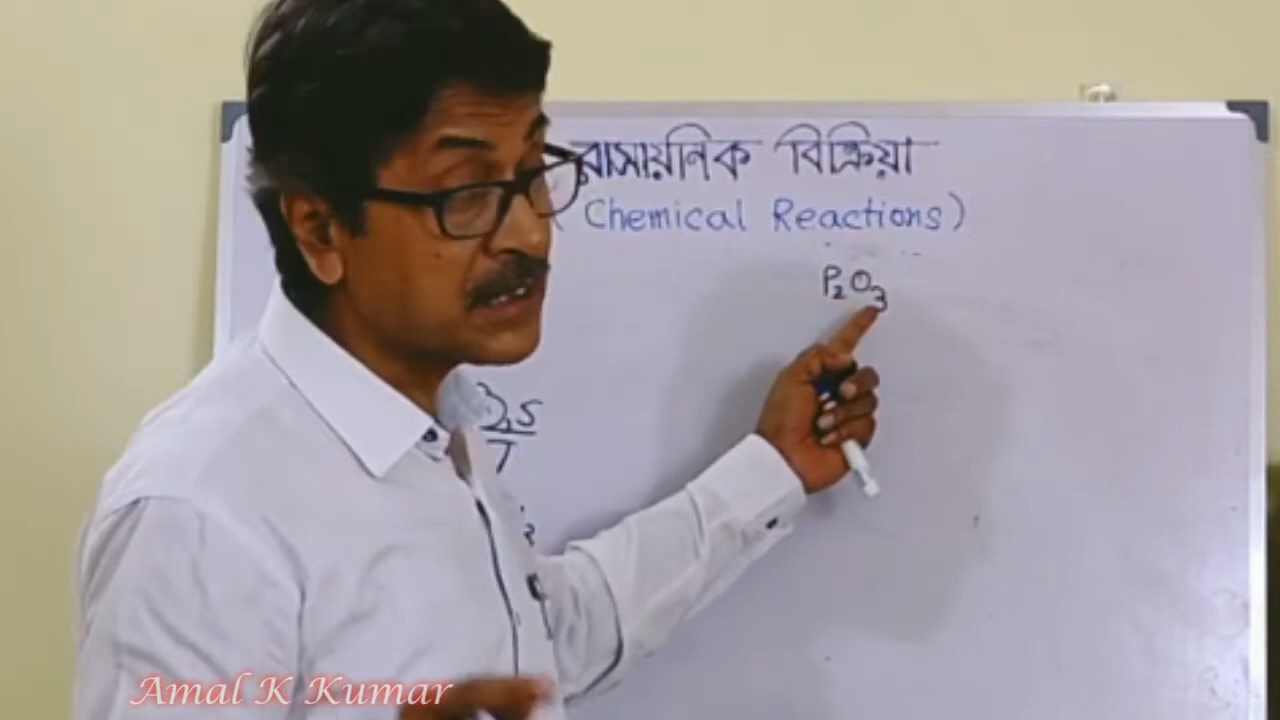 রাসায়নিক বিক্রিয়া
(Chemical Reactions)
P₂O₃
Amal K Kumar